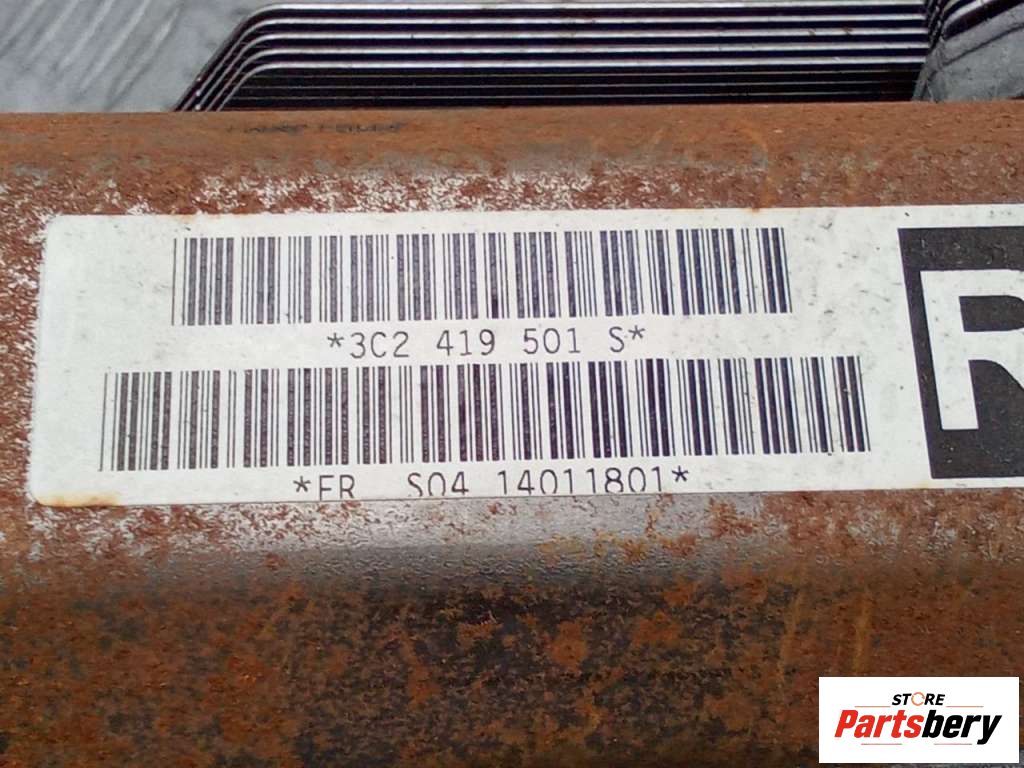 *3C2 419 501 S*
*FR S04 14011801*
R
STORE
Partsbery